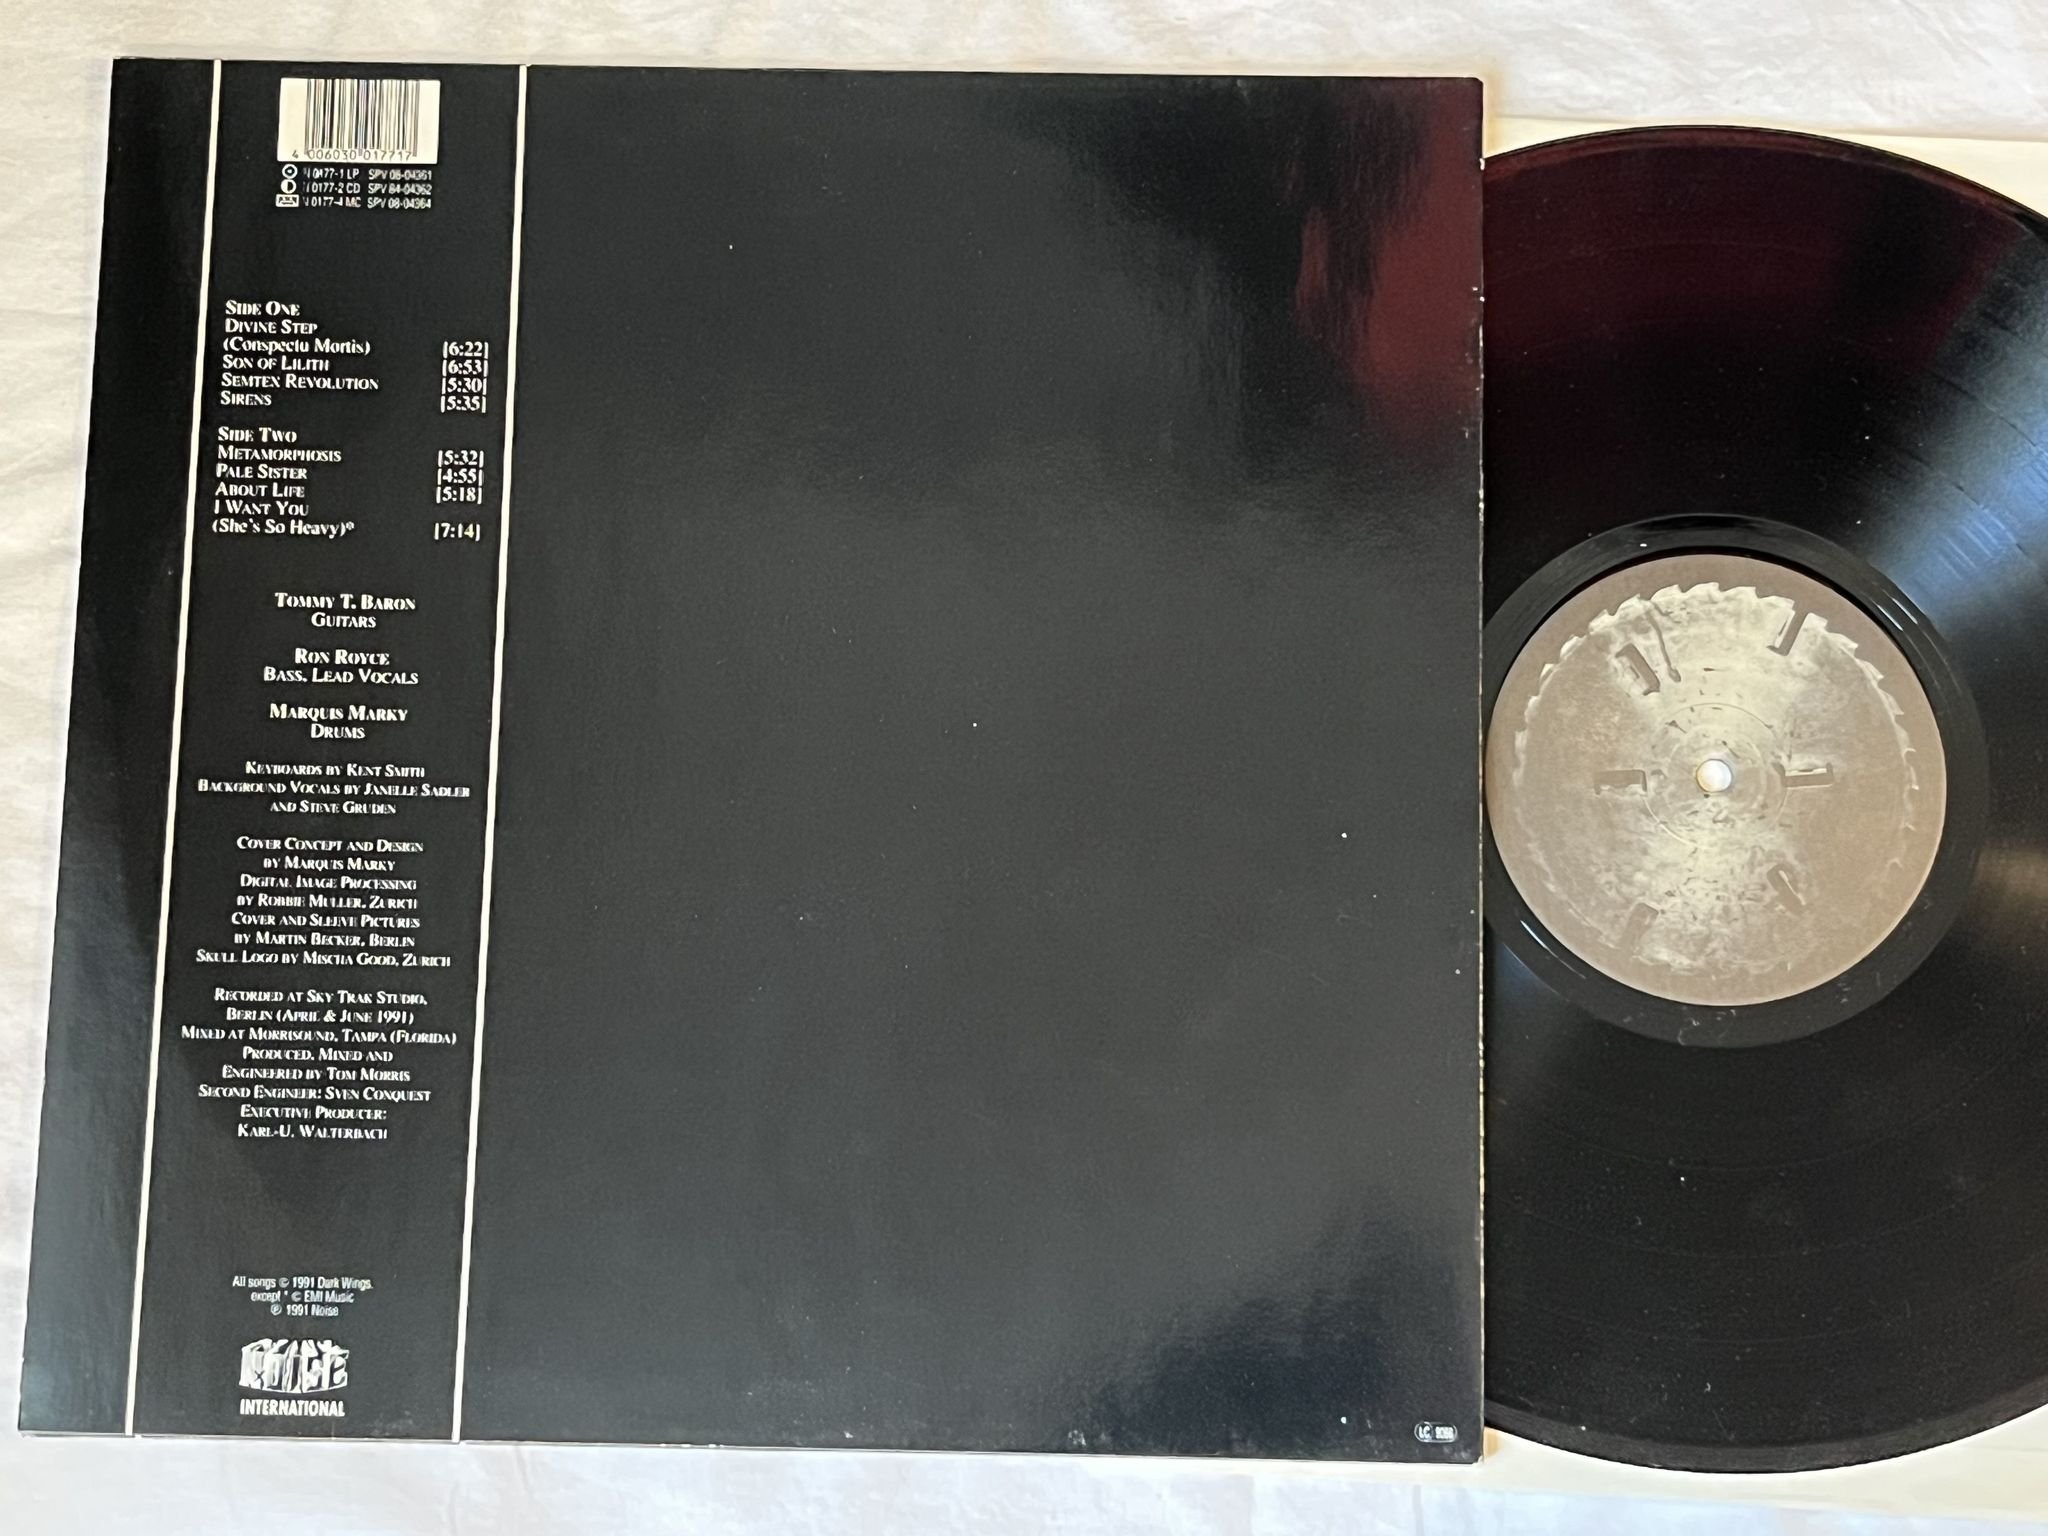 4 006030 017717
N 0177-1 LP SPV 08-04361
N 0177-2 CD SPV 84-04362
N 0177-4 MC SPV 08-04364
SIDE ONE
DIVINE STEP
(Conspectu Mortis) [6:22]
SON OF LILITH [6:53]
SEMTEX REVOLUTION [5:30]
SIRENS [5:35]
SIDE TWO
METAMORPHOSIS [5:32]
PALE SISTER [4:55]
ABOUT LIFE [5:18]
I WANT YOU
(She's So Heavy)* [7:14]
TOMMY T. BARON
GUITARS
RON ROYCE
BASS, LEAD VOCALS
MARQUIS MARKY
DRUMS
KEYBOARDS BY KENT SMITH
BACKGROUND VOCALS BY JANELLE SADLER
AND STEVE GRUDEN
COVER CONCEPT AND DESIGN
BY MARQUIS MARKY
DIGITAL IMAGE PROCESSING
BY ROBBIE MULLER, ZURICH
COVER AND SLEEVE PICTURES
BY MARTIN BECKER, BERLIN
SKULL LOGO BY MISCHA GOOD, ZURICH
RECORDED AT SKY TRAK STUDIO,
BERLIN (APRIL & JUNE 1991)
MIXED AT MORRISOUND, TAMPA (FLORIDA)
PRODUCED, MIXED AND
ENGINEERED BY TOM MORRIS
SECOND ENGINEER: SVEN CONQUEST
EXECUTIVE PRODUCER:
KARL-U. WALTERBACH
All songs © 1991 Dark Wings,
except * © EMI Music
℗ 1991 Noise
NOISE
INTERNATIONAL
LC 9066